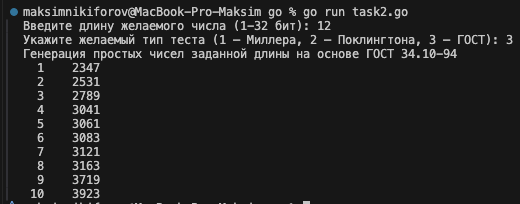 maksimnikiforov@MacBook-Pro-Maksim go % go run task2.go
Введите длину желаемого числа (1-32 бит): 12
Укажите желаемый тип теста (1 – Миллера, 2 – Поклингтона, 3 – ГОСТ): 3
Генерация простых чисел заданной длины на основе ГОСТ 34.10-94
1 2347
2 2531
3 2789
4 3041
5 3061
6 3083
7 3121
8 3163
9 3719
10 3923